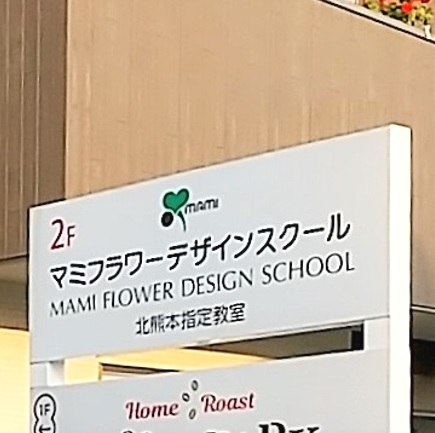 MAMI
2F
マミフラワーデザインスクール
MAMI FLOWER DESIGN SCHOOL
北熊本指定教室
1F
Home Roast